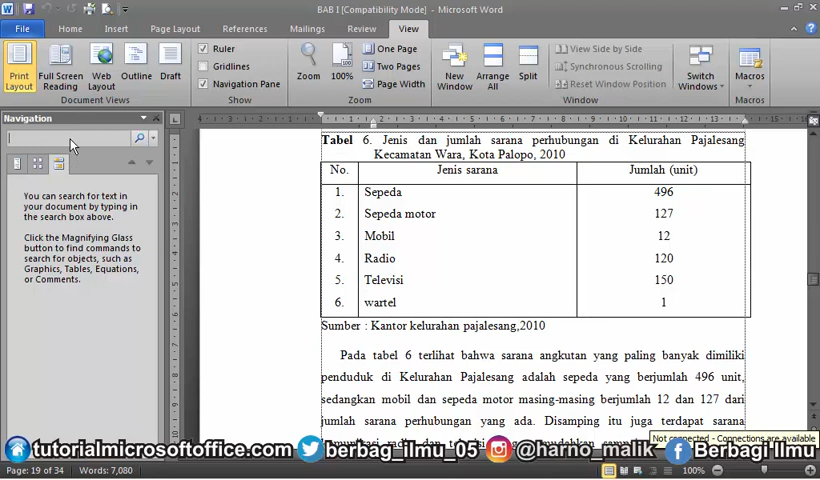 BAB I [Compatibility Mode] - Microsoft Word
File Home Insert Page Layout References Mailings Review View
Print Layout
Full Screen Reading
Web Layout
Outline
Draft
Document Views
Ruler
Gridlines
Navigation Pane
Show
Zoom
100%
One Page
Two Pages
Page Width
Zoom
New Window
Arrange All
Split
View Side by Side
Synchronous Scrolling
Reset Window Position
Window
Switch Windows
Macros
Macros
Navigation
You can search for text in
your document by typing in
the search box above.
Click the Magnifying Glass
button to find commands to
search for objects, such as
Graphics, Tables, Equations,
or Comments.
Tabel 6. Jenis dan jumlah sarana perhubungan di Kelurahan Pajalesang
Kecamatan Wara, Kota Palopo, 2010
No. Jenis sarana Jumlah (unit)
1. Sepeda 496
2. Sepeda motor 127
3. Mobil 12
4. Radio 120
5. Televisi 150
6. wartel 1
Sumber : Kantor kelurahan pajalesang,2010
Pada tabel 6 terlihat bahwa sarana angkutan yang paling banyak dimiliki
penduduk di Kelurahan Pajalesang adalah sepeda yang berjumlah 496 unit,
sedangkan mobil dan sepeda motor masing-masing berjumlah 12 dan 127 dari
jumlah sarana perhubungan yang ada. Disamping itu juga terdapat sarana
Not connected - Connections are available
tutorialmicrosoftoffice.com berbag_ilmu_05 @harno_malik Berbagi Ilmu
Page: 19 of 34 Words: 7,080 100%